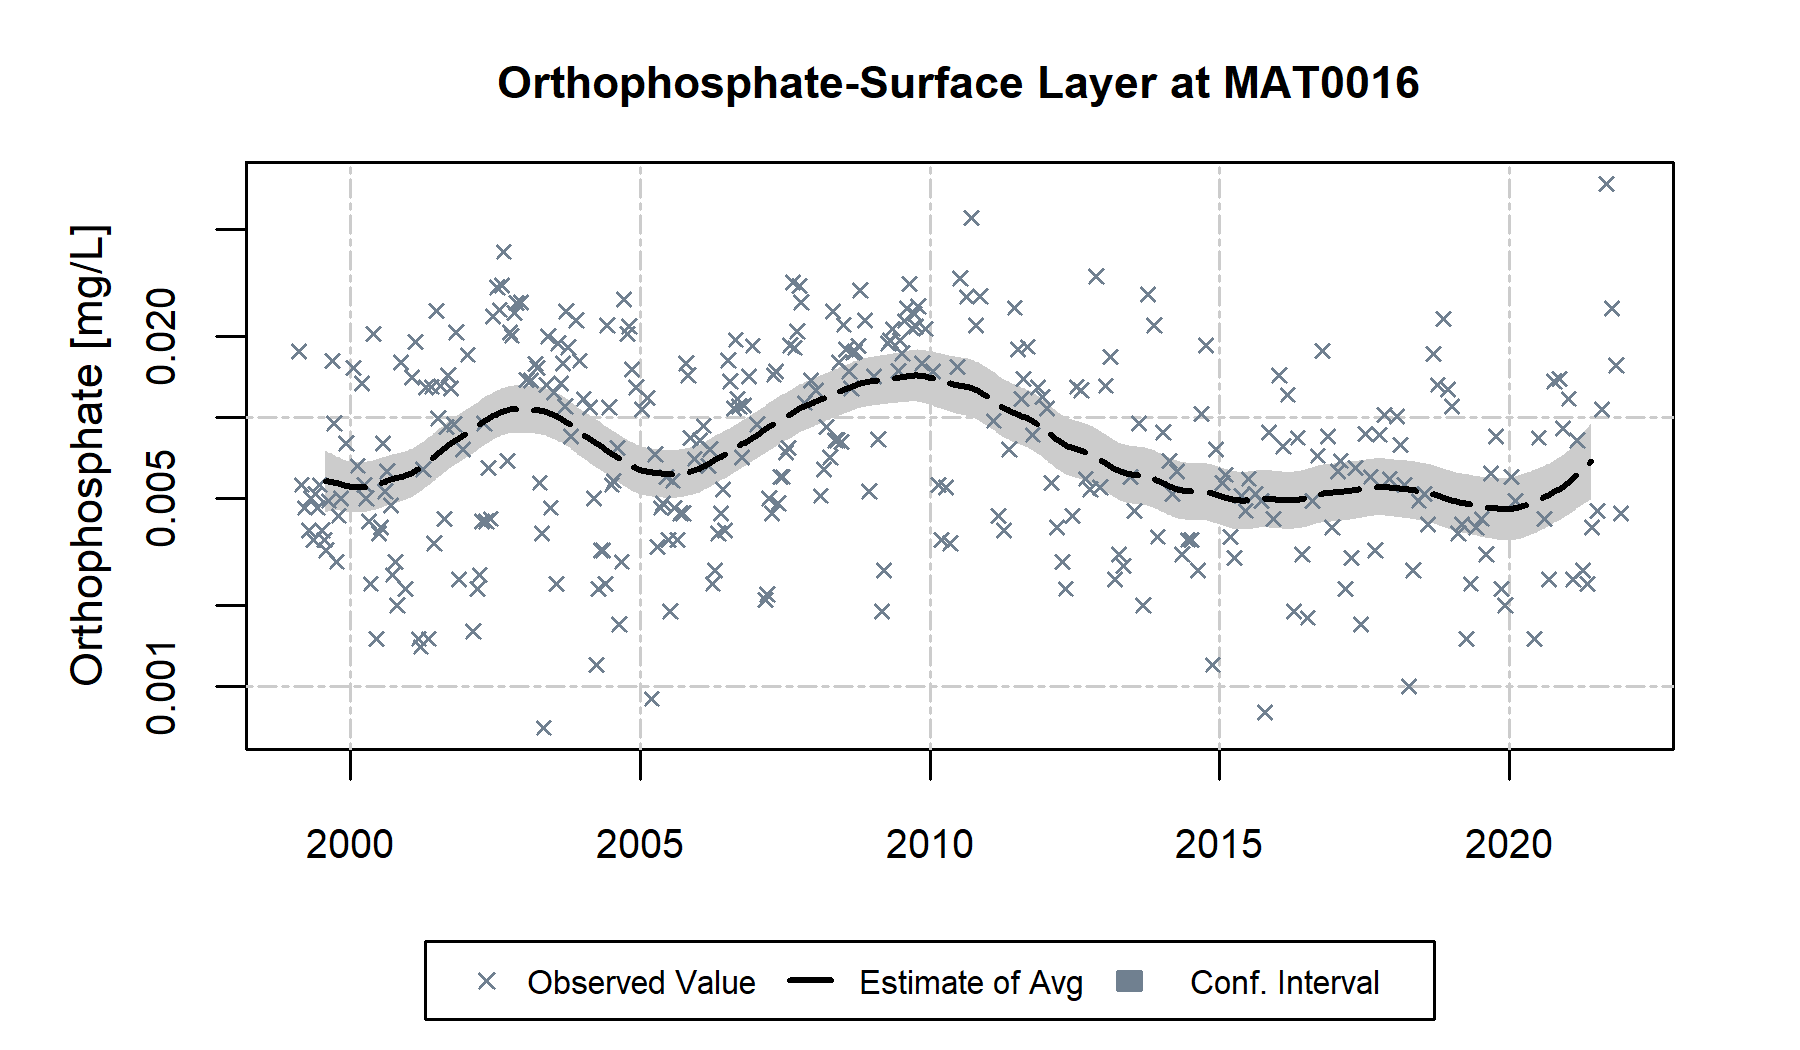 Orthophosphate-Surface Layer at MAT0016
Orthophosphate [mg/L]
0.020
0.005
0.001
2000 2005 2010 2015 2020
Observed Value Estimate of Avg Conf. Interval